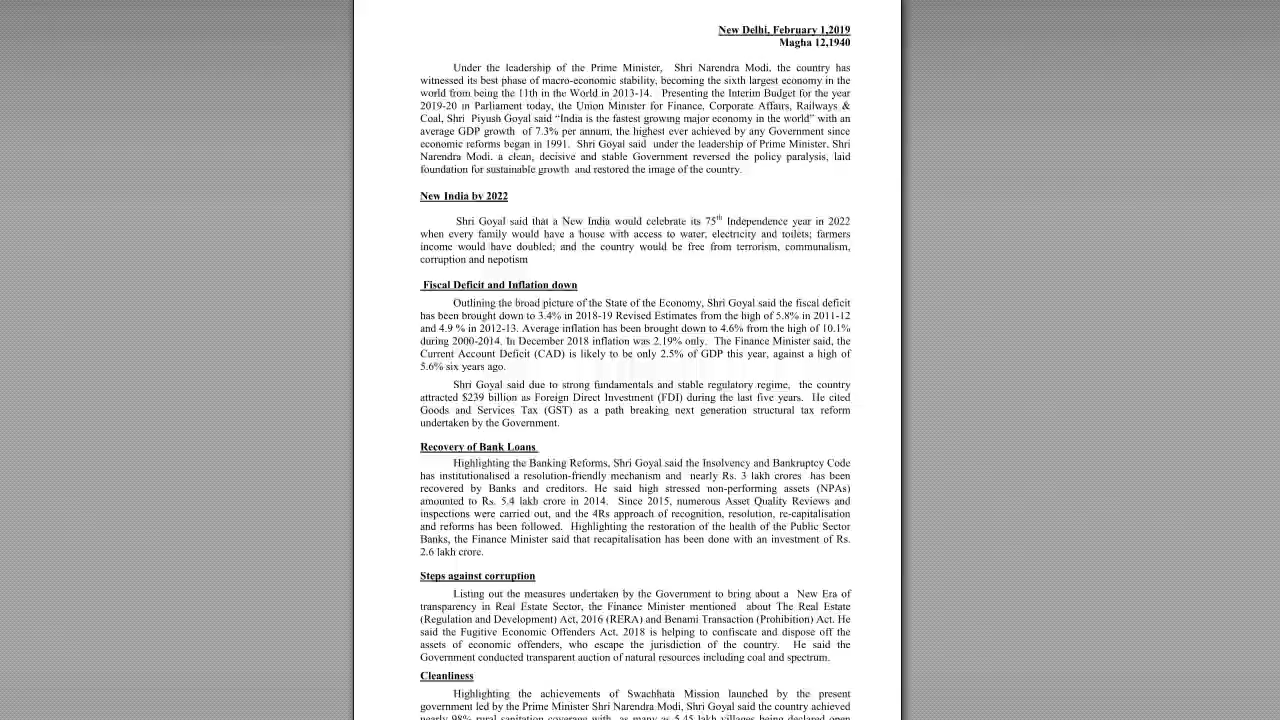 New Delhi, February 1,2019
Magha 12,1940
Under the leadership of the Prime Minister, Shri Narendra Modi, the country has
witnessed its best phase of macro-economic stability, becoming the sixth largest economy in the
world from being the 11th in the World in 2013-14. Presenting the Interim Budget for the year
2019-20 in Parliament today, the Union Minister for Finance, Corporate Affairs, Railways &
Coal, Shri Piyush Goyal said “India is the fastest growing major economy in the world” with an
average GDP growth of 7.3% per annum, the highest ever achieved by any Government since
economic reforms began in 1991. Shri Goyal said under the leadership of Prime Minister, Shri
Narendra Modi, a clean, decisive and stable Government reversed the policy paralysis, laid
foundation for sustainable growth and restored the image of the country.
New India by 2022
Shri Goyal said that a New India would celebrate its 75th Independence year in 2022
when every family would have a house with access to water, electricity and toilets; farmers
income would have doubled; and the country would be free from terrorism, communalism,
corruption and nepotism
Fiscal Deficit and Inflation down
Outlining the broad picture of the State of the Economy, Shri Goyal said the fiscal deficit
has been brought down to 3.4% in 2018-19 Revised Estimates from the high of 5.8% in 2011-12
and 4.9 % in 2012-13. Average inflation has been brought down to 4.6% from the high of 10.1%
during 2000-2014. In December 2018 inflation was 2.19% only. The Finance Minister said, the
Current Account Deficit (CAD) is likely to be only 2.5% of GDP this year, against a high of
5.6% six years ago.
Shri Goyal said due to strong fundamentals and stable regulatory regime, the country
attracted $239 billion as Foreign Direct Investment (FDI) during the last five years. He cited
Goods and Services Tax (GST) as a path breaking next generation structural tax reform
undertaken by the Government.
Recovery of Bank Loans
Highlighting the Banking Reforms, Shri Goyal said the Insolvency and Bankruptcy Code
has institutionalised a resolution-friendly mechanism and nearly Rs. 3 lakh crores has been
recovered by Banks and creditors. He said high stressed non-performing assets (NPAs)
amounted to Rs. 5.4 lakh crore in 2014. Since 2015, numerous Asset Quality Reviews and
inspections were carried out, and the 4Rs approach of recognition, resolution, re-capitalisation
and reforms has been followed. Highlighting the restoration of the health of the Public Sector
Banks, the Finance Minister said that recapitalisation has been done with an investment of Rs.
2.6 lakh crore.
Steps against corruption
Listing out the measures undertaken by the Government to bring about a New Era of
transparency in Real Estate Sector, the Finance Minister mentioned about The Real Estate
(Regulation and Development) Act, 2016 (RERA) and Benami Transaction (Prohibition) Act. He
said the Fugitive Economic Offenders Act, 2018 is helping to confiscate and dispose off the
assets of economic offenders, who escape the jurisdiction of the country. He said the
Government conducted transparent auction of natural resources including coal and spectrum.
Cleanliness
Highlighting the achievements of Swachhata Mission launched by the present
government led by the Prime Minister Shri Narendra Modi, Shri Goyal said the country achieved
nearly 98% rural sanitation coverage with as many as 5.45 lakh villages being declared open